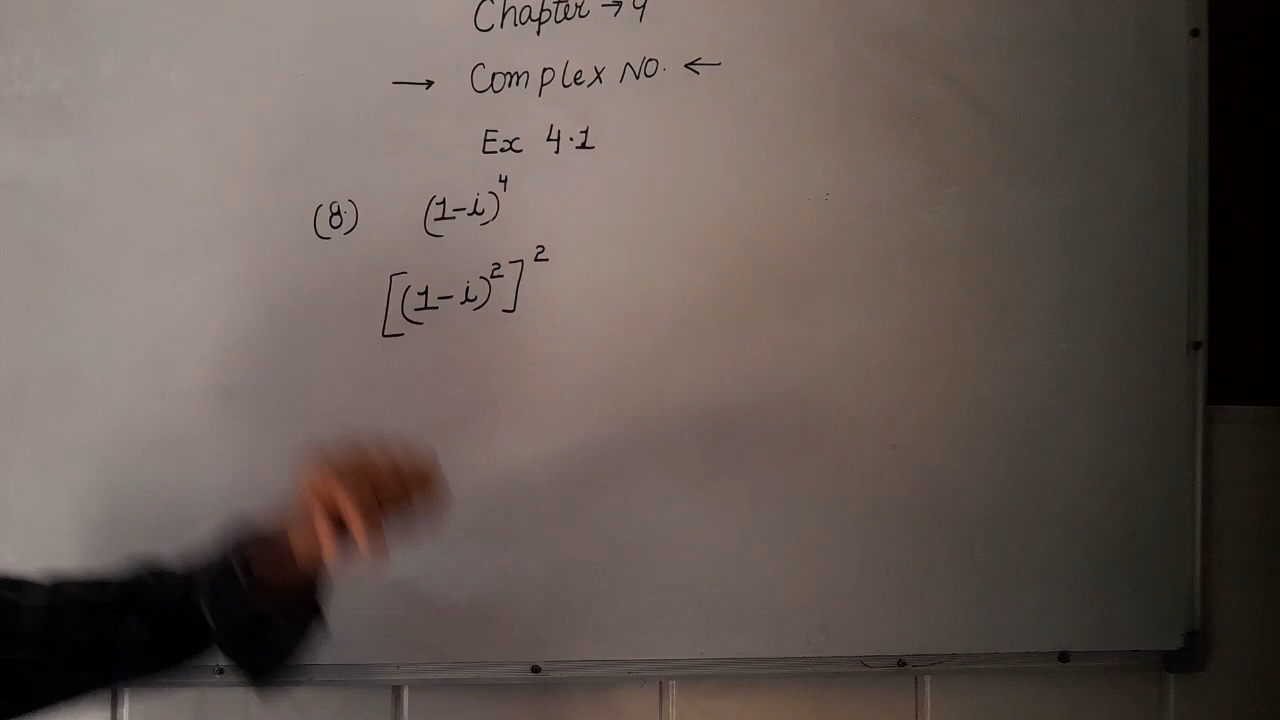 Chapter → 4
→ Complex NO. ←
Ex 4.1
(8) (1-i)⁴
[(1-i)²]²